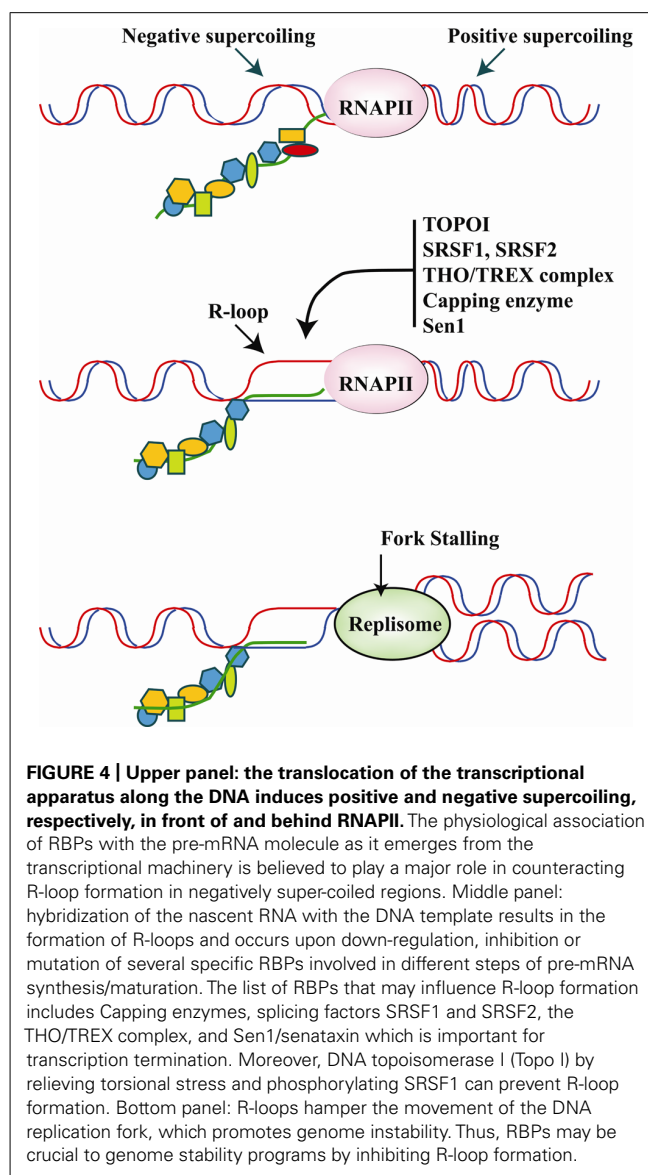 Negative supercoiling
Positive supercoiling
RNAPII
TOPOI
SRSF1, SRSF2
THO/TREX complex
Capping enzyme
Sen1
R-loop
RNAPII
Fork Stalling
Replisome
FIGURE 4 | Upper panel: the translocation of the transcriptional
apparatus along the DNA induces positive and negative supercoiling,
respectively, in front of and behind RNAPII. The physiological association
of RBPs with the pre-mRNA molecule as it emerges from the
transcriptional machinery is believed to play a major role in counteracting
R-loop formation in negatively super-coiled regions. Middle panel:
hybridization of the nascent RNA with the DNA template results in the
formation of R-loops and occurs upon down-regulation, inhibition or
mutation of several specific RBPs involved in different steps of pre-mRNA
synthesis/maturation. The list of RBPs that may influence R-loop formation
includes Capping enzymes, splicing factors SRSF1 and SRSF2, the
THO/TREX complex, and Sen1/senataxin which is important for
transcription termination. Moreover, DNA topoisomerase I (Topo I) by
relieving torsional stress and phosphorylating SRSF1 can prevent R-loop
formation. Bottom panel: R-loops hamper the movement of the DNA
replication fork, which promotes genome instability. Thus, RBPs may be
crucial to genome stability programs by inhibiting R-loop formation.